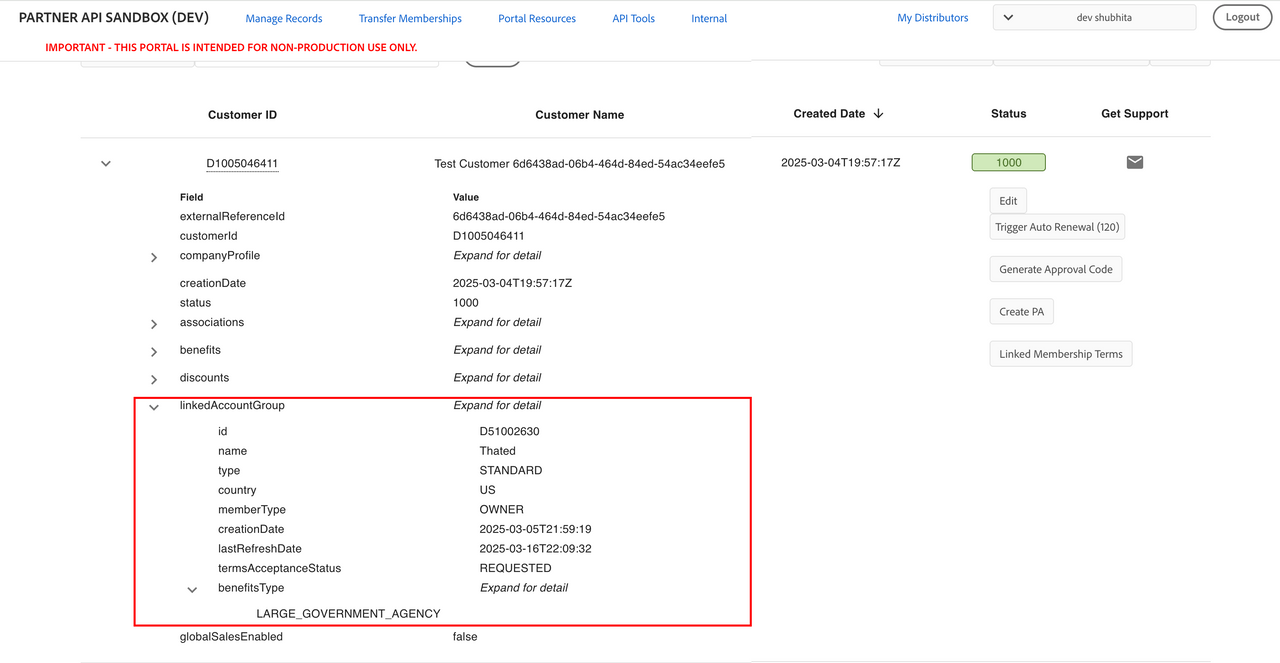 PARTNER API SANDBOX (DEV) Manage Records Transfer Memberships Portal Resources API Tools Internal My Distributors dev shubhita Logout
IMPORTANT - THIS PORTAL IS INTENDED FOR NON-PRODUCTION USE ONLY.
Customer ID Customer Name Created Date Status Get Support
D1005046411 Test Customer 6d6438ad-06b4-464d-84ed-54ac34eefe5 2025-03-04T19:57:17Z 1000
Field Value
Edit
externalReferenceId 6d6438ad-06b4-464d-84ed-54ac34eefe5
Trigger Auto Renewal (120)
customerId D1005046411
companyProfile Expand for detail
Generate Approval Code
creationDate 2025-03-04T19:57:17Z
status 1000
Create PA
associations Expand for detail
benefits Expand for detail
Linked Membership Terms
discounts Expand for detail
linkedAccountGroup Expand for detail
id D51002630
name Thated
type STANDARD
country US
memberType OWNER
creationDate 2025-03-05T21:59:19
lastRefreshDate 2025-03-16T22:09:32
termsAcceptanceStatus REQUESTED
benefitsType Expand for detail
LARGE_GOVERNMENT_AGENCY
globalSalesEnabled false